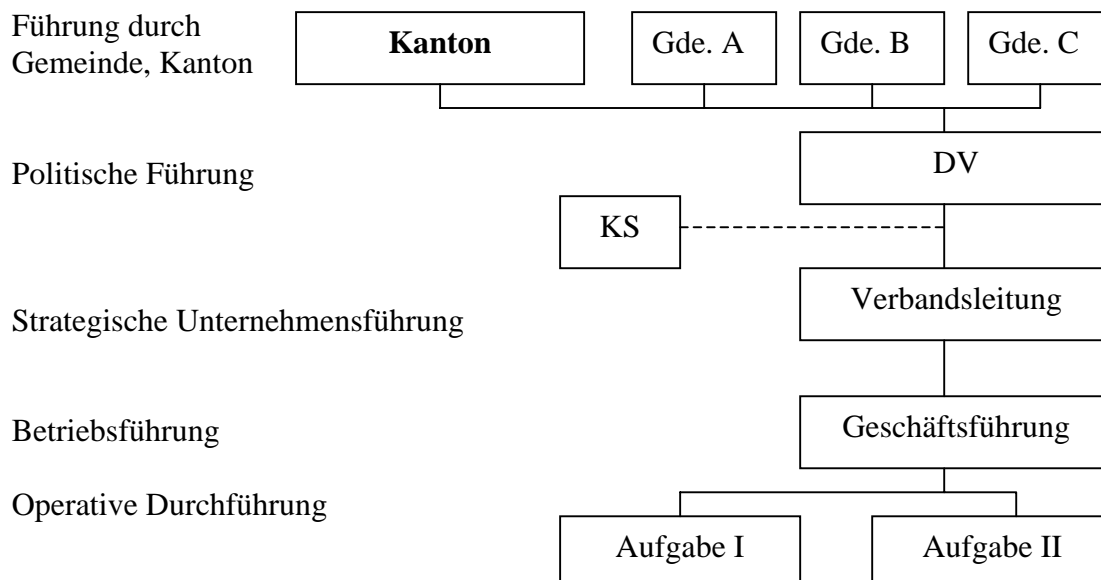 Führung durch
Gemeinde, Kanton
Kanton
Gde. A
Gde. B
Gde. C
Politische Führung
DV
KS
Strategische Unternehmensführung
Verbandsleitung
Betriebsführung
Geschäftsführung
Operative Durchführung
Aufgabe I
Aufgabe II